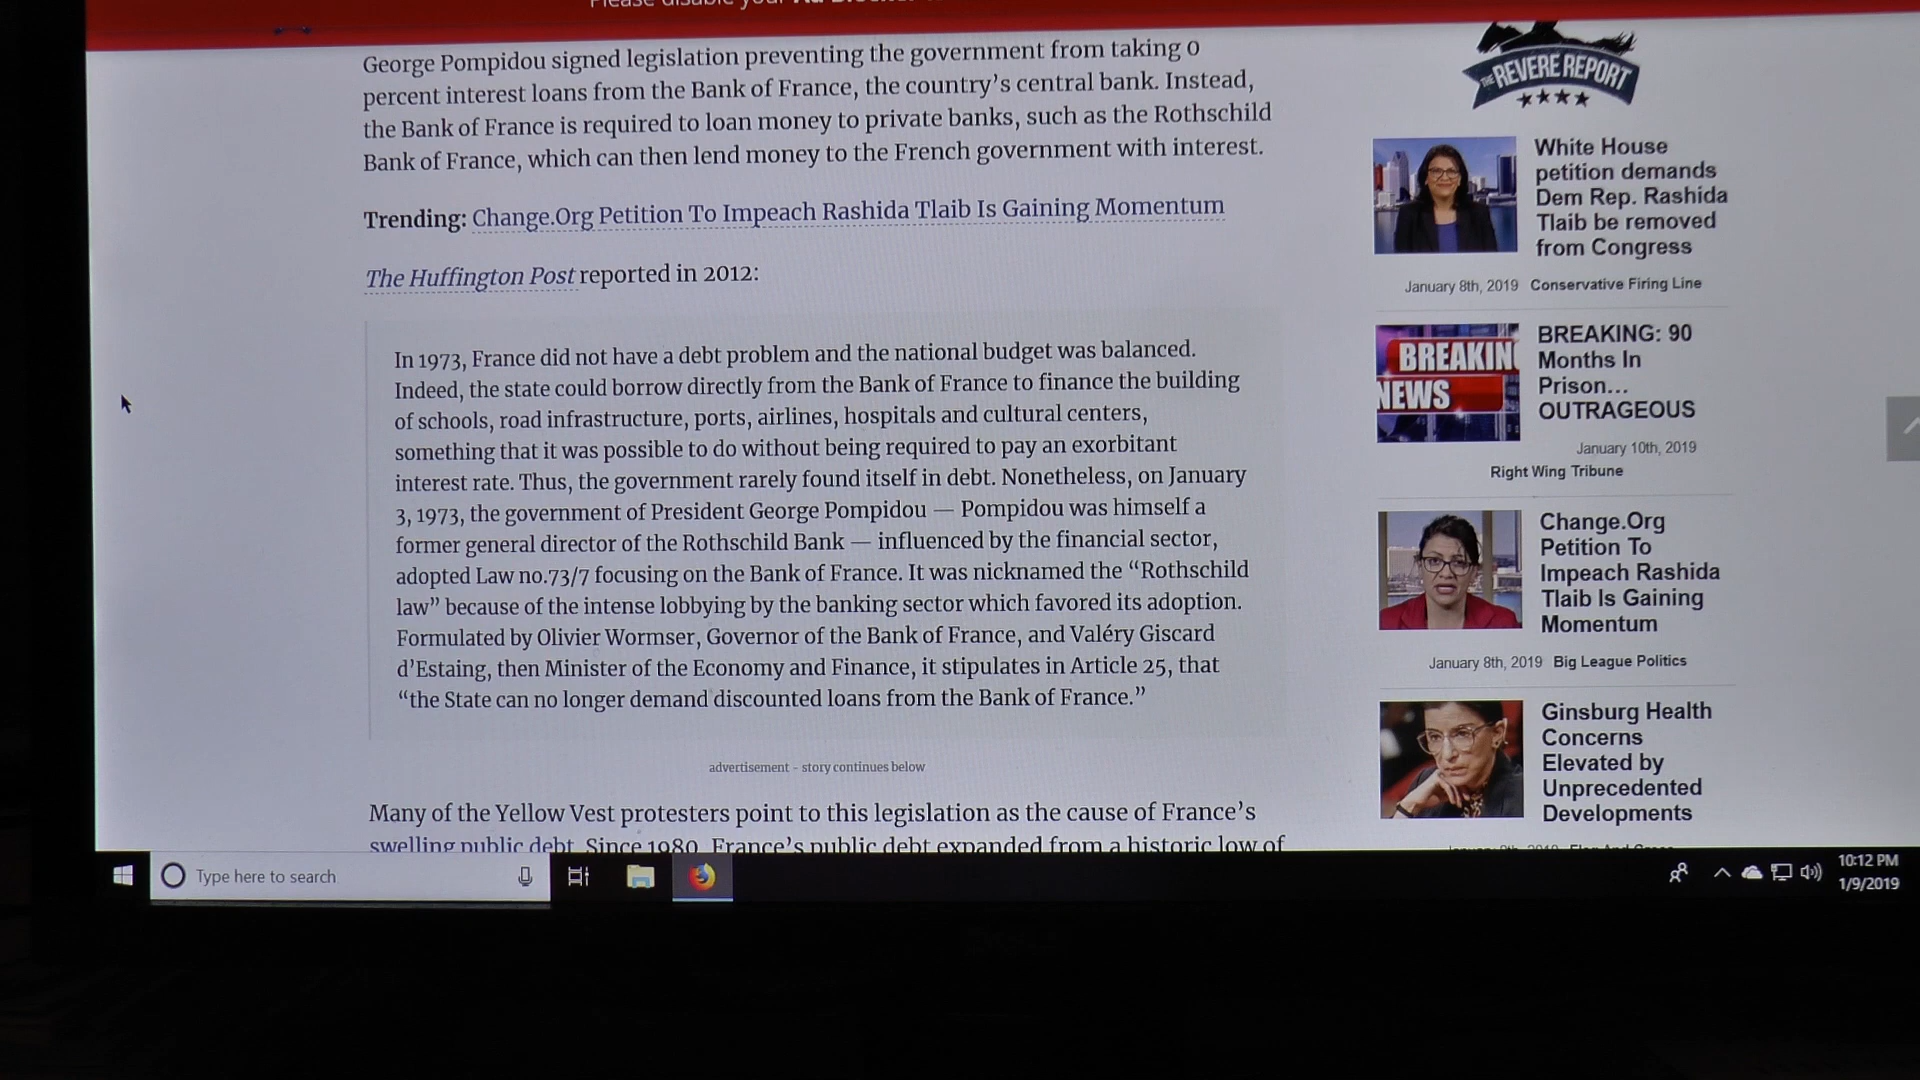 George Pompidou signed legislation preventing the government from taking 0
percent interest loans from the Bank of France, the country's central bank. Instead,
the Bank of France is required to loan money to private banks, such as the Rothschild
Bank of France, which can then lend money to the French government with interest.
Trending: Change.Org Petition To Impeach Rashida Tlaib Is Gaining Momentum
The Huffington Post reported in 2012:
In 1973, France did not have a debt problem and the national budget was balanced.
Indeed, the state could borrow directly from the Bank of France to finance the building
of schools, road infrastructure, ports, airlines, hospitals and cultural centers,
something that it was possible to do without being required to pay an exorbitant
interest rate. Thus, the government rarely found itself in debt. Nonetheless, on January
3, 1973, the government of President George Pompidou — Pompidou was himself a
former general director of the Rothschild Bank — influenced by the financial sector,
adopted Law no.73/7 focusing on the Bank of France. It was nicknamed the “Rothschild
law” because of the intense lobbying by the banking sector which favored its adoption.
Formulated by Olivier Wormser, Governor of the Bank of France, and Valéry Giscard
d’Estaing, then Minister of the Economy and Finance, it stipulates in Article 25, that
“the State can no longer demand discounted loans from the Bank of France.”
advertisement - story continues below
Many of the Yellow Vest protesters point to this legislation as the cause of France’s
swelling public debt. Since 1980, France’s public debt expanded from a historic low of
THE REVERE REPORT
White House
petition demands
Dem Rep. Rashida
Tlaib be removed
from Congress
January 8th, 2019 Conservative Firing Line
BREAKIN
NEWS
BREAKING: 90
Months In
Prison...
OUTRAGEOUS
January 10th, 2019
Right Wing Tribune
Change.Org
Petition To
Impeach Rashida
Tlaib Is Gaining
Momentum
January 8th, 2019 Big League Politics
Ginsburg Health
Concerns
Elevated by
Unprecedented
Developments
Type here to search
10:12 PM
1/9/2019